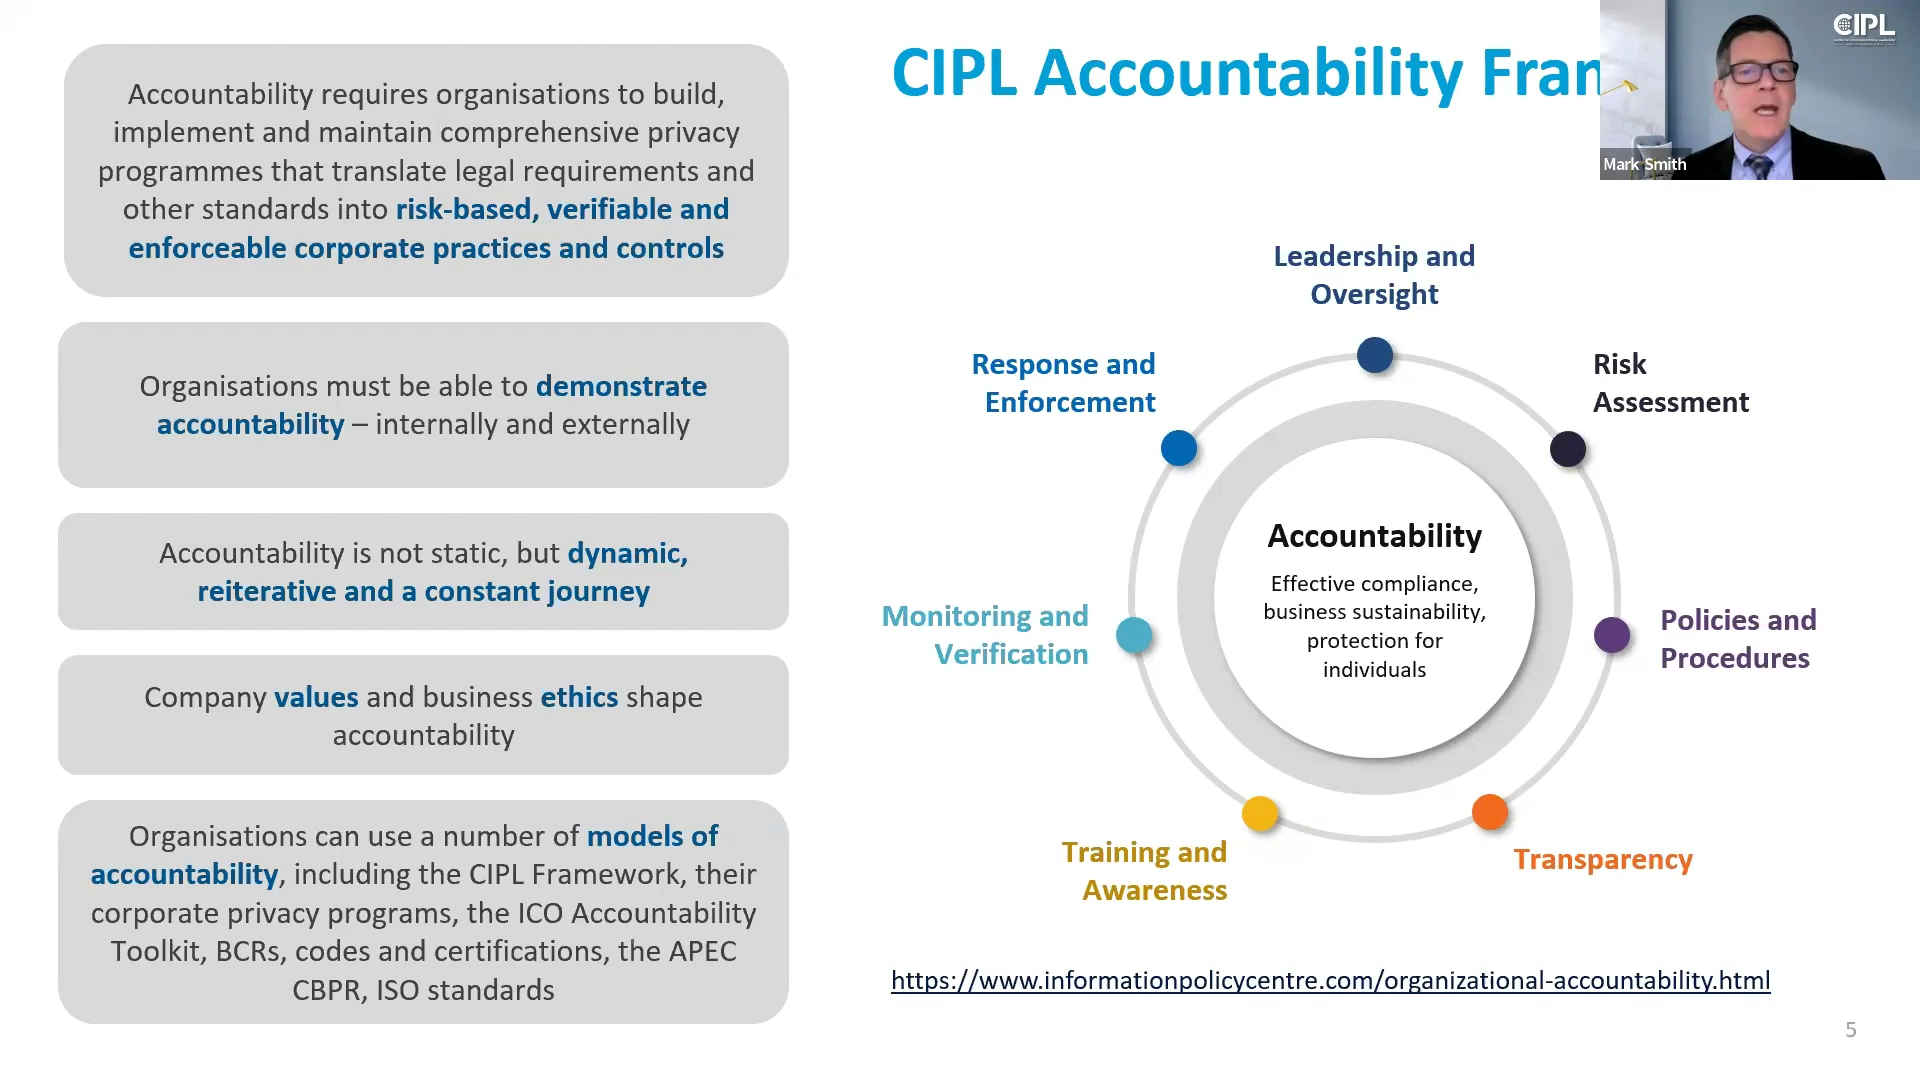 Accountability requires organisations to build,
implement and maintain comprehensive privacy
programmes that translate legal requirements and
other standards into risk-based, verifiable and
enforceable corporate practices and controls
Organisations must be able to demonstrate
accountability – internally and externally
Accountability is not static, but dynamic,
reiterative and a constant journey
Company values and business ethics shape
accountability
Organisations can use a number of models of
accountability, including the CIPL Framework, their
corporate privacy programs, the ICO Accountability
Toolkit, BCRs, codes and certifications, the APEC
CBPR, ISO standards
CIPL Accountability
CIPL
Mark Smith
Leadership and
Oversight
Risk
Assessment
Policies and
Procedures
Transparency
Training and
Awareness
Monitoring and
Verification
Response and
Enforcement
Accountability
Effective compliance,
business sustainability,
protection for
individuals
https://www.informationpolicycentre.com/organizational-accountability.html
5